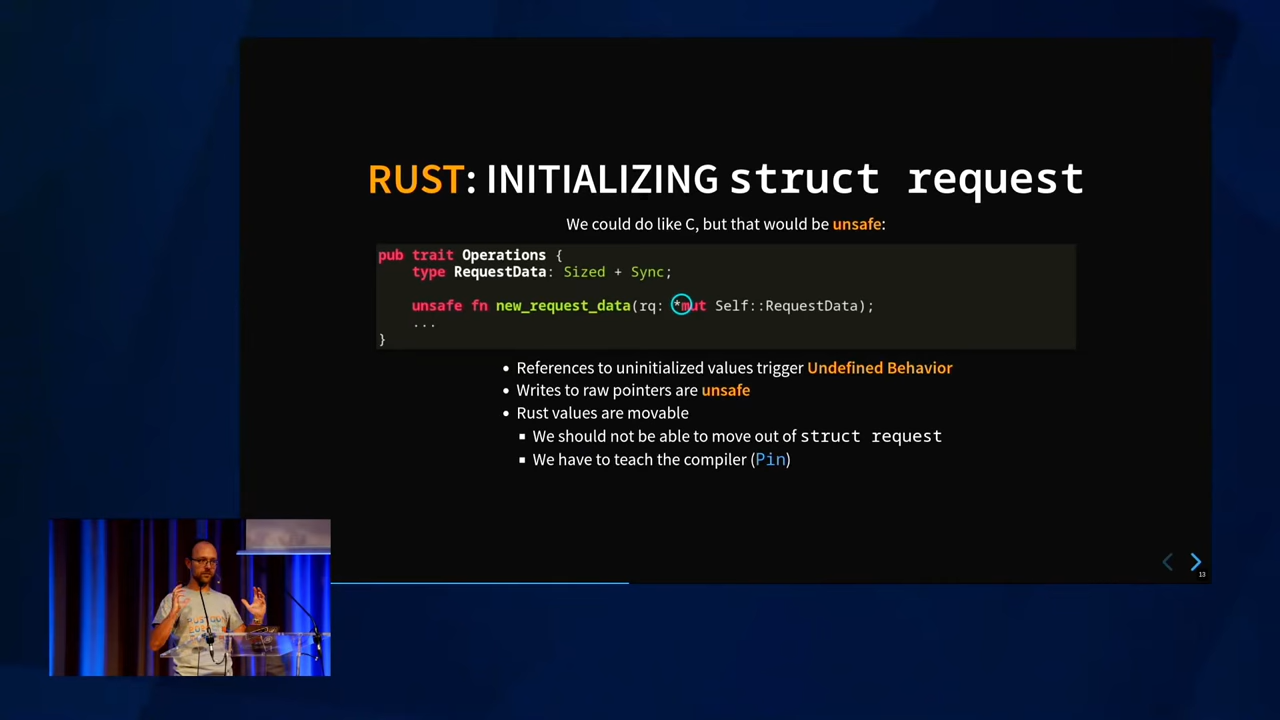 RUST: INITIALIZING struct request
We could do like C, but that would be unsafe:
pub trait Operations {
type RequestData: Sized + Sync;
unsafe fn new_request_data(rq: *mut Self::RequestData);
...
}
• References to uninitialized values trigger Undefined Behavior
• Writes to raw pointers are unsafe
• Rust values are movable
▪ We should not be able to move out of struct request
▪ We have to teach the compiler (Pin)
13